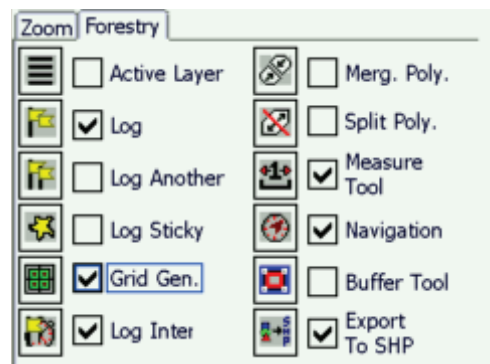 Zoom Forestry
Active Layer
Log
Log Another
Log Sticky
Grid Gen.
Log Inter
Merg. Poly.
Split Poly.
Measure
Tool
Navigation
Buffer Tool
Export
To SHP